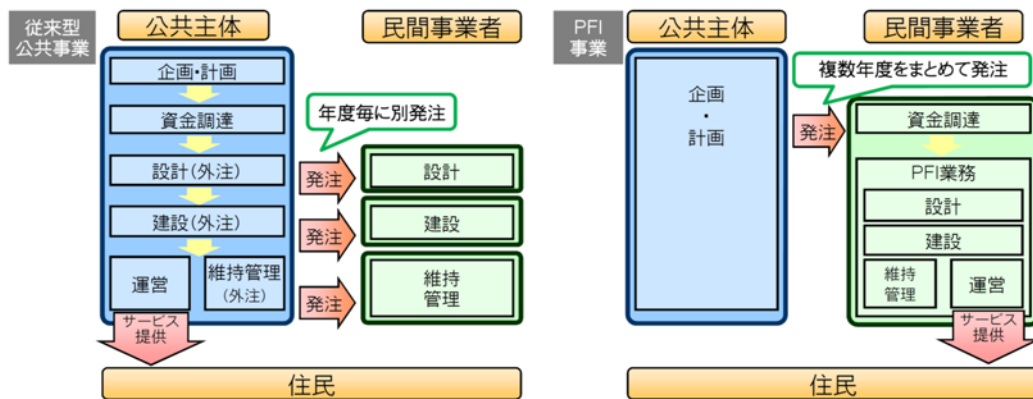 従来型
公共事業
公共主体
民間事業者
企画・計画
資金調達
設計(外注)
建設(外注)
運営
維持管理
(外注)
年度毎に別発注
発注
発注
発注
設計
建設
維持
管理
サービス
提供
住民
PFI
事業
公共主体
民間事業者
企画
・
計画
複数年度をまとめて発注
発注
資金調達
PFI業務
設計
建設
維持
管理
運営
サービス
提供
住民